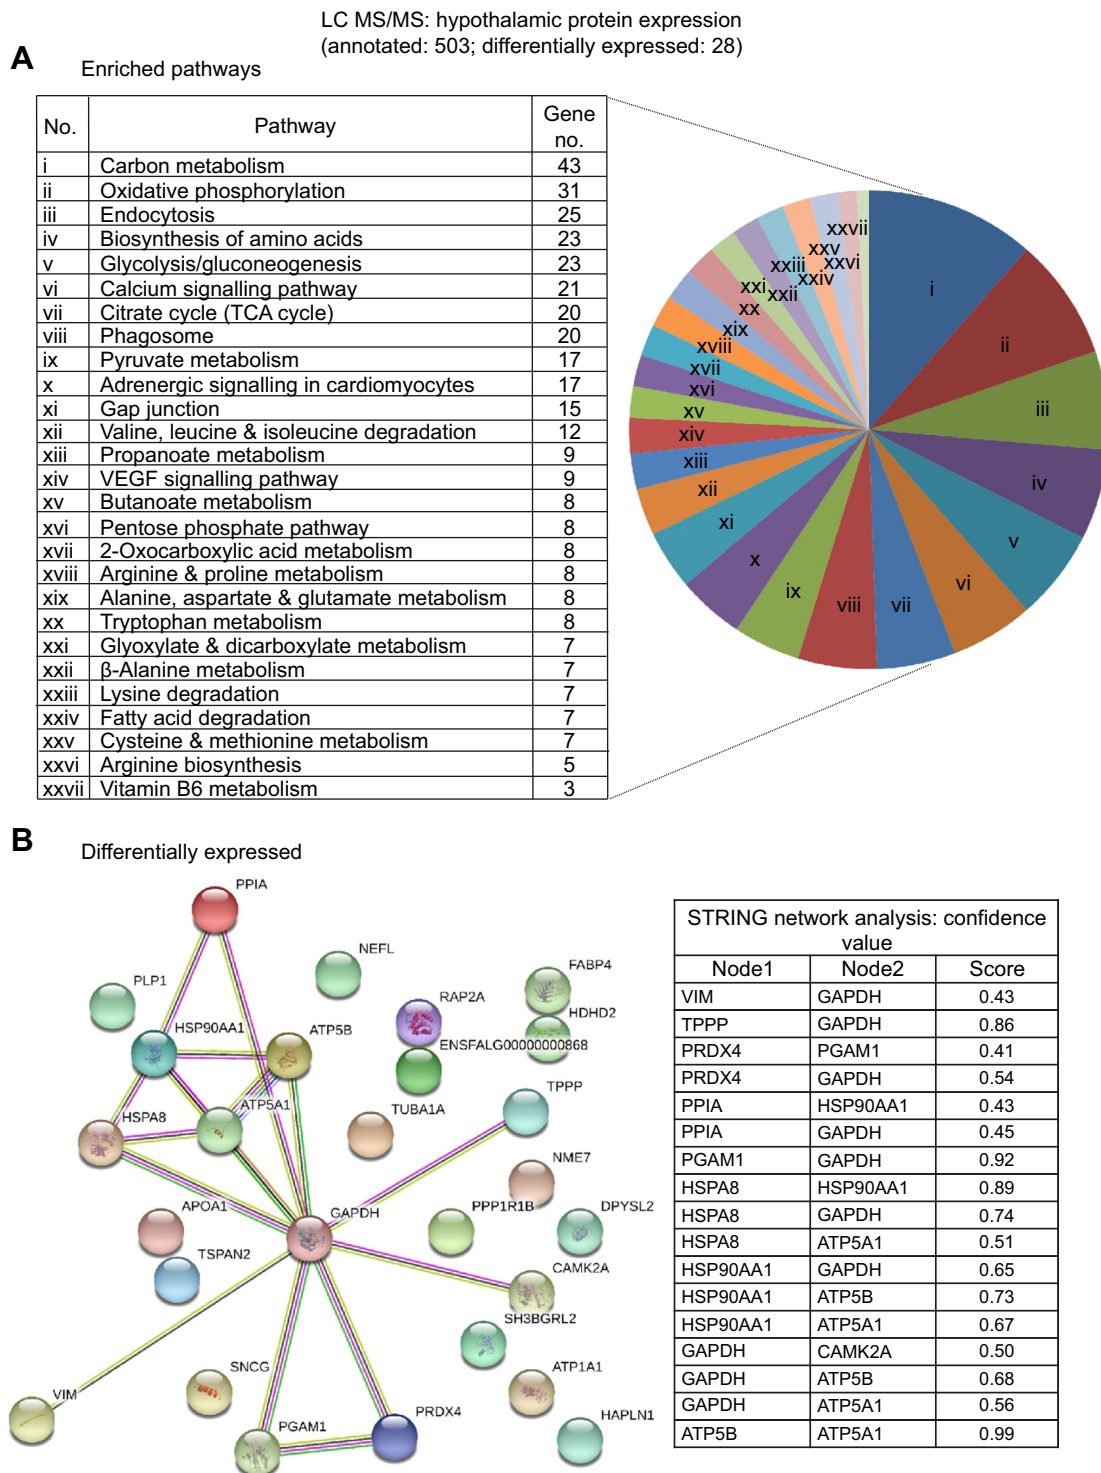 LC MS/MS: hypothalamic protein expression
(annotated: 503; differentially expressed: 28)
A
Enriched pathways
No. Pathway Gene no.
i Carbon metabolism 43
ii Oxidative phosphorylation 31
iii Endocytosis 25
iv Biosynthesis of amino acids 23
v Glycolysis/gluconeogenesis 23
vi Calcium signalling pathway 21
vii Citrate cycle (TCA cycle) 20
viii Phagosome 20
ix Pyruvate metabolism 17
x Adrenergic signalling in cardiomyocytes 17
xi Gap junction 15
xii Valine, leucine & isoleucine degradation 12
xiii Propanoate metabolism 9
xiv VEGF signalling pathway 9
xv Butanoate metabolism 8
xvi Pentose phosphate pathway 8
xvii 2-Oxocarboxylic acid metabolism 8
xviii Arginine & proline metabolism 8
xix Alanine, aspartate & glutamate metabolism 8
xx Tryptophan metabolism 8
xxi Glyoxylate & dicarboxylate metabolism 7
xxii β-Alanine metabolism 7
xxiii Lysine degradation 7
xxiv Fatty acid degradation 7
xxv Cysteine & methionine metabolism 7
xxvi Arginine biosynthesis 5
xxvii Vitamin B6 metabolism 3
i
ii
iii
iv
v
vi
vii
viii
ix
x
xi
xii
xiii
xiv
xv
xvi
xvii
xviii
xix
xx
xxi
xxii
xxiii
xxiv
xxv
xxvi
xxvii
B
Differentially expressed
PPIA
NEFL
PLP1
FABP4
RAP2A
HDHD2
HSP90AA1
ATP5B
ENSFALG00000000868
TPPP
ATP5A1
HSPA8
TUBA1A
NME7
APOA1
GAPDH
PPP1R1B
DPYSL2
TSPAN2
CAMK2A
SH3BGRL2
SNCG
ATP1A1
VIM
PGAM1
PRDX4
HAPLN1
STRING network analysis: confidence
value
Node1 Node2 Score
VIM GAPDH 0.43
TPPP GAPDH 0.86
PRDX4 PGAM1 0.41
PRDX4 GAPDH 0.54
PPIA HSP90AA1 0.43
PPIA GAPDH 0.45
PGAM1 GAPDH 0.92
HSPA8 HSP90AA1 0.89
HSPA8 GAPDH 0.74
HSPA8 ATP5A1 0.51
HSP90AA1 GAPDH 0.65
HSP90AA1 ATP5B 0.73
HSP90AA1 ATP5A1 0.67
GAPDH CAMK2A 0.50
GAPDH ATP5B 0.68
GAPDH ATP5A1 0.56
ATP5B ATP5A1 0.99